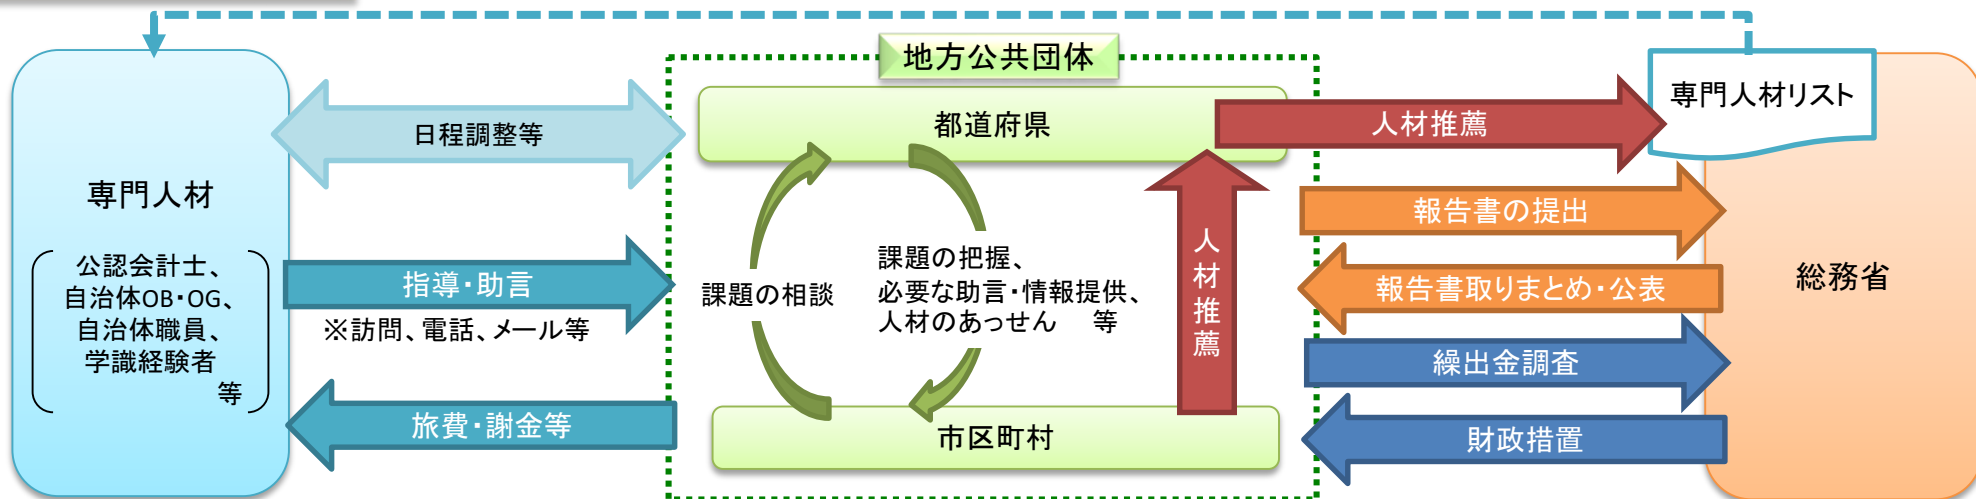 地方公共団体
専門人材リスト
都道府県
人材推薦
日程調整等
専門人材
公認会計士、
自治体OB・OG、
自治体職員、
学識経験者
等
指導・助言
※訪問、電話、メール等
旅費・謝金等
課題の相談
課題の把握、
必要な助言・情報提供、
人材のあっせん　等
人材推薦
市区町村
報告書の提出
報告書取りまとめ・公表
繰出金調査
財政措置
総務省